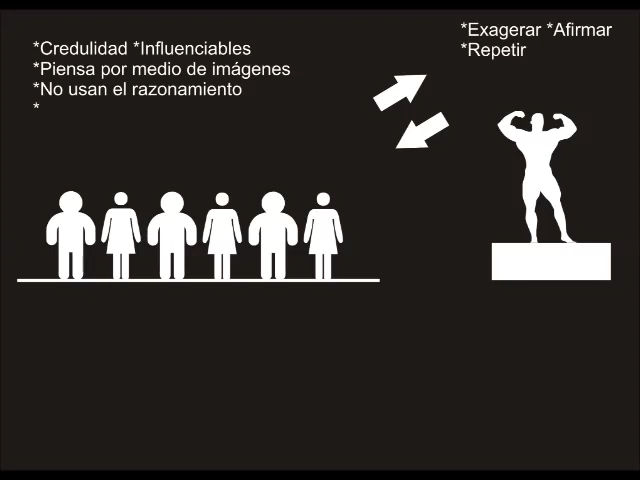 *Credulidad *Influenciables
*Piensa por medio de imágenes
*No usan el razonamiento
*
*Exagerar *Afirmar
*Repetir